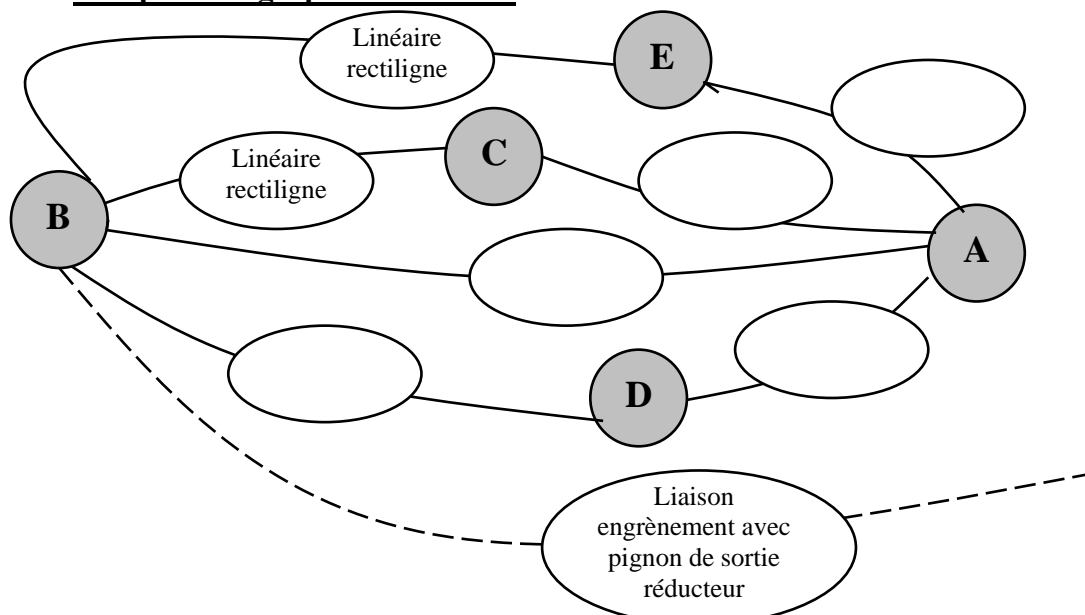 Linéaire
rectiligne
E
Linéaire
rectiligne
C
B
A
D
Liaison
engrènement avec
pignon de sortie
réducteur